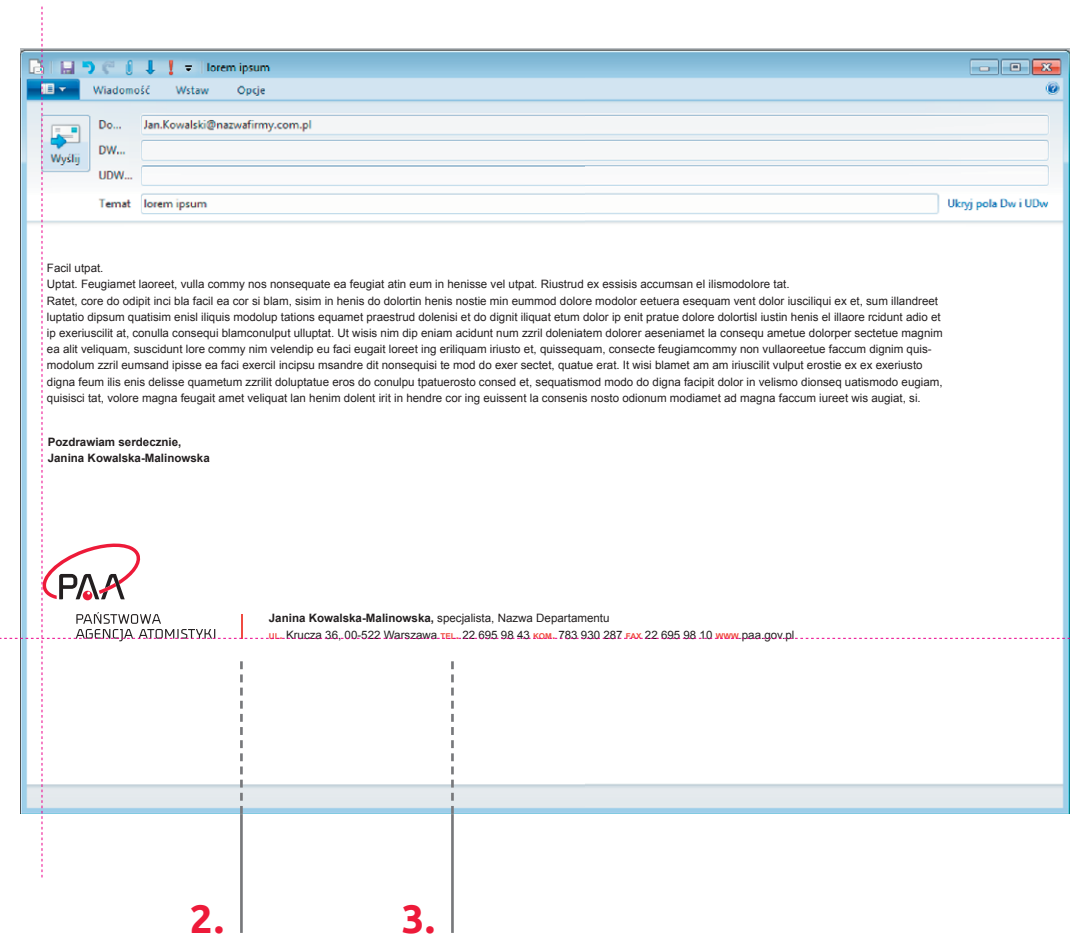 lorem ipsum
Wiadomość Wstaw Opcje
Do... Jan.Kowalski@nazwafirmy.com.pl
Wyślij
DW...
UDW...
Temat lorem ipsum Ukryj pola Dw i UDw
Facil utpat.
Uptat. Feugiamet laoreet, vulla commy nos nonsequate ea feugiat atin eum in henisse vel utpat. Riustrud ex essisis accumsan el ilismodolore tat.
Ratet, core do odipit inci bla facil ea cor si blam, sisim in henis do dolortin henis nostie min eummod dolore modolor eetuera esequam vent dolor iusciliqui ex et, sum illandreet
luptatio dipsum quatisim enisl iliquis modolup tations equamet praestrud dolenisi et do dignit iliquat etum dolor ip enit pratue dolore dolortisl iustin henis el illaore rcidunt adio et
ip exeriuscilit at, conulla consequi blamconulput ulluptat. Ut wisis nim dip eniam acidunt num zzril doleniatem dolorer aeseniamet la consequ ametue dolorper sectetue magnim
ea alit veliquam, suscidunt lore commy nim velendip eu faci eugait loreet ing eriliquam iriusto et, quissequam, consecte feugiamcommy non vullaoreetue faccum dignim quis-
modolum zzril eumsand ipisse ea faci exercil incipsu msandre dit nonsequisi te mod do exer sectet, quatue erat. It wisi blamet am am iriuscilit vulput erostie ex ex exeriusto
digna feum ilis enis delisse quametum zzrilit doluptatue eros do conulpu tpatuerosto consed et, sequatismod modo do digna facipit dolor in velismo dionseq uatismodo eugiam,
quisisci tat, volore magna feugait amet veliquat lan henim dolent irit in hendre cor ing euissent la consenis nosto odionum modiamet ad magna faccum iureet wis augiat, si.
Pozdrawiam serdecznie,
Janina Kowalska-Malinowska
PAA
PAŃSTWOWA
AGENCJA ATOMISTYKI
Janina Kowalska-Malinowska, specjalista, Nazwa Departamentu
UL. Krucza 36, 00-522 Warszawa TEL. 22 695 98 43 KOM. 783 930 287 FAX 22 695 98 10 WWW paa.gov.pl
2. 3.